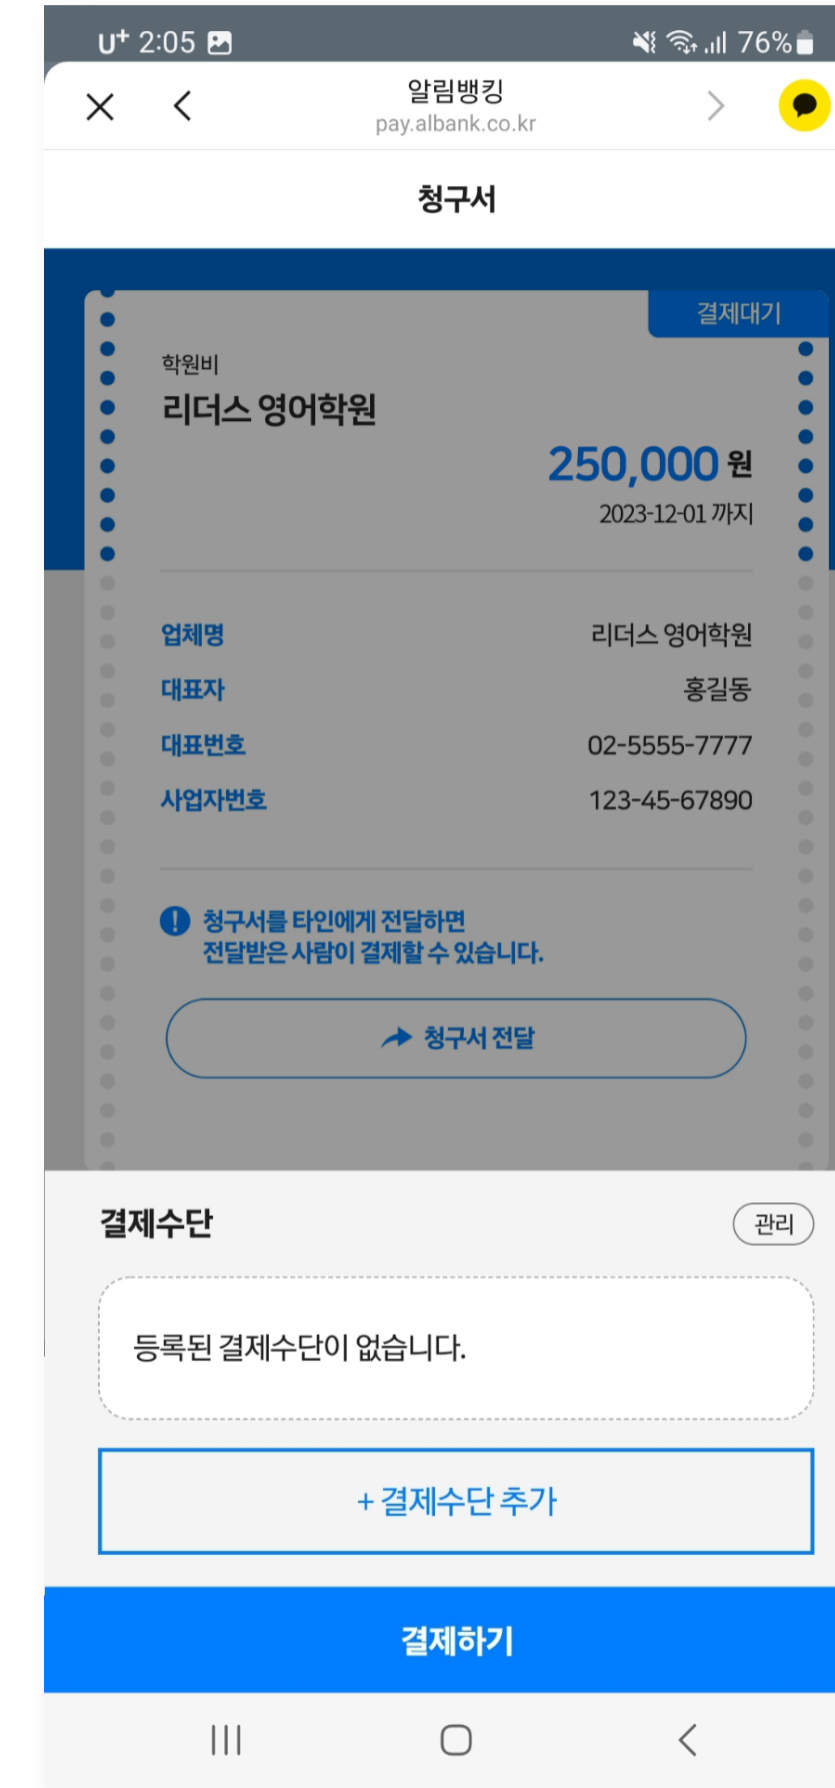 U+ 2:05 76%
알림뱅킹
pay.albank.co.kr
청구서
결제대기
학원비
리더스 영어학원
250,000 원
2023-12-01 까지
업체명 리더스 영어학원
대표자 홍길동
대표번호 02-5555-7777
사업자번호 123-45-67890
청구서를 타인에게 전달하면
전달받은 사람이 결제할 수 있습니다.
청구서 전달
결제수단 관리
등록된 결제수단이 없습니다.
+ 결제수단 추가
결제하기